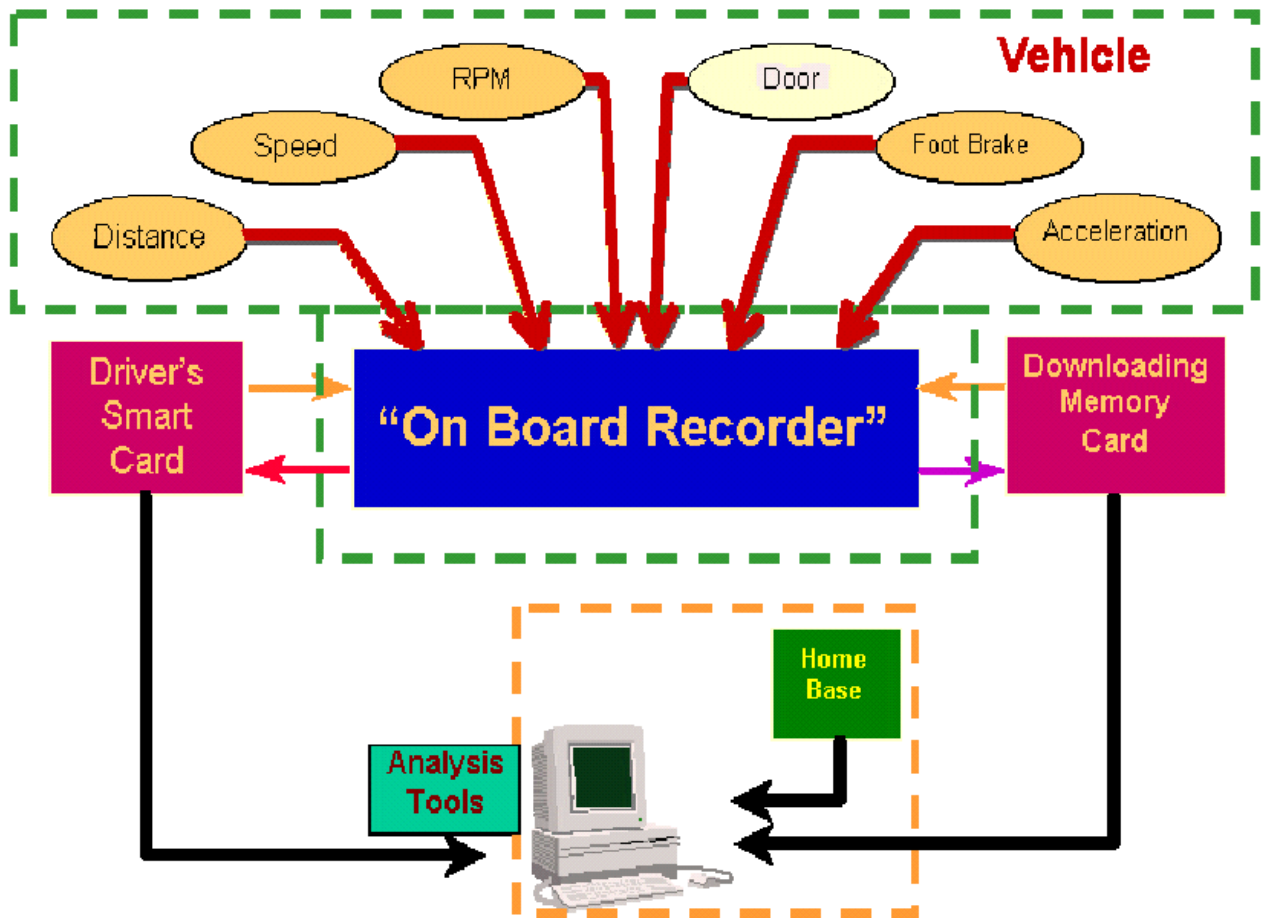 Vehicle
RPM
Door
Speed
Foot Brake
Distance
Acceleration
Driver's
Smart
Card
“On Board Recorder”
Downloading
Memory
Card
Home
Base
Analysis
Tools